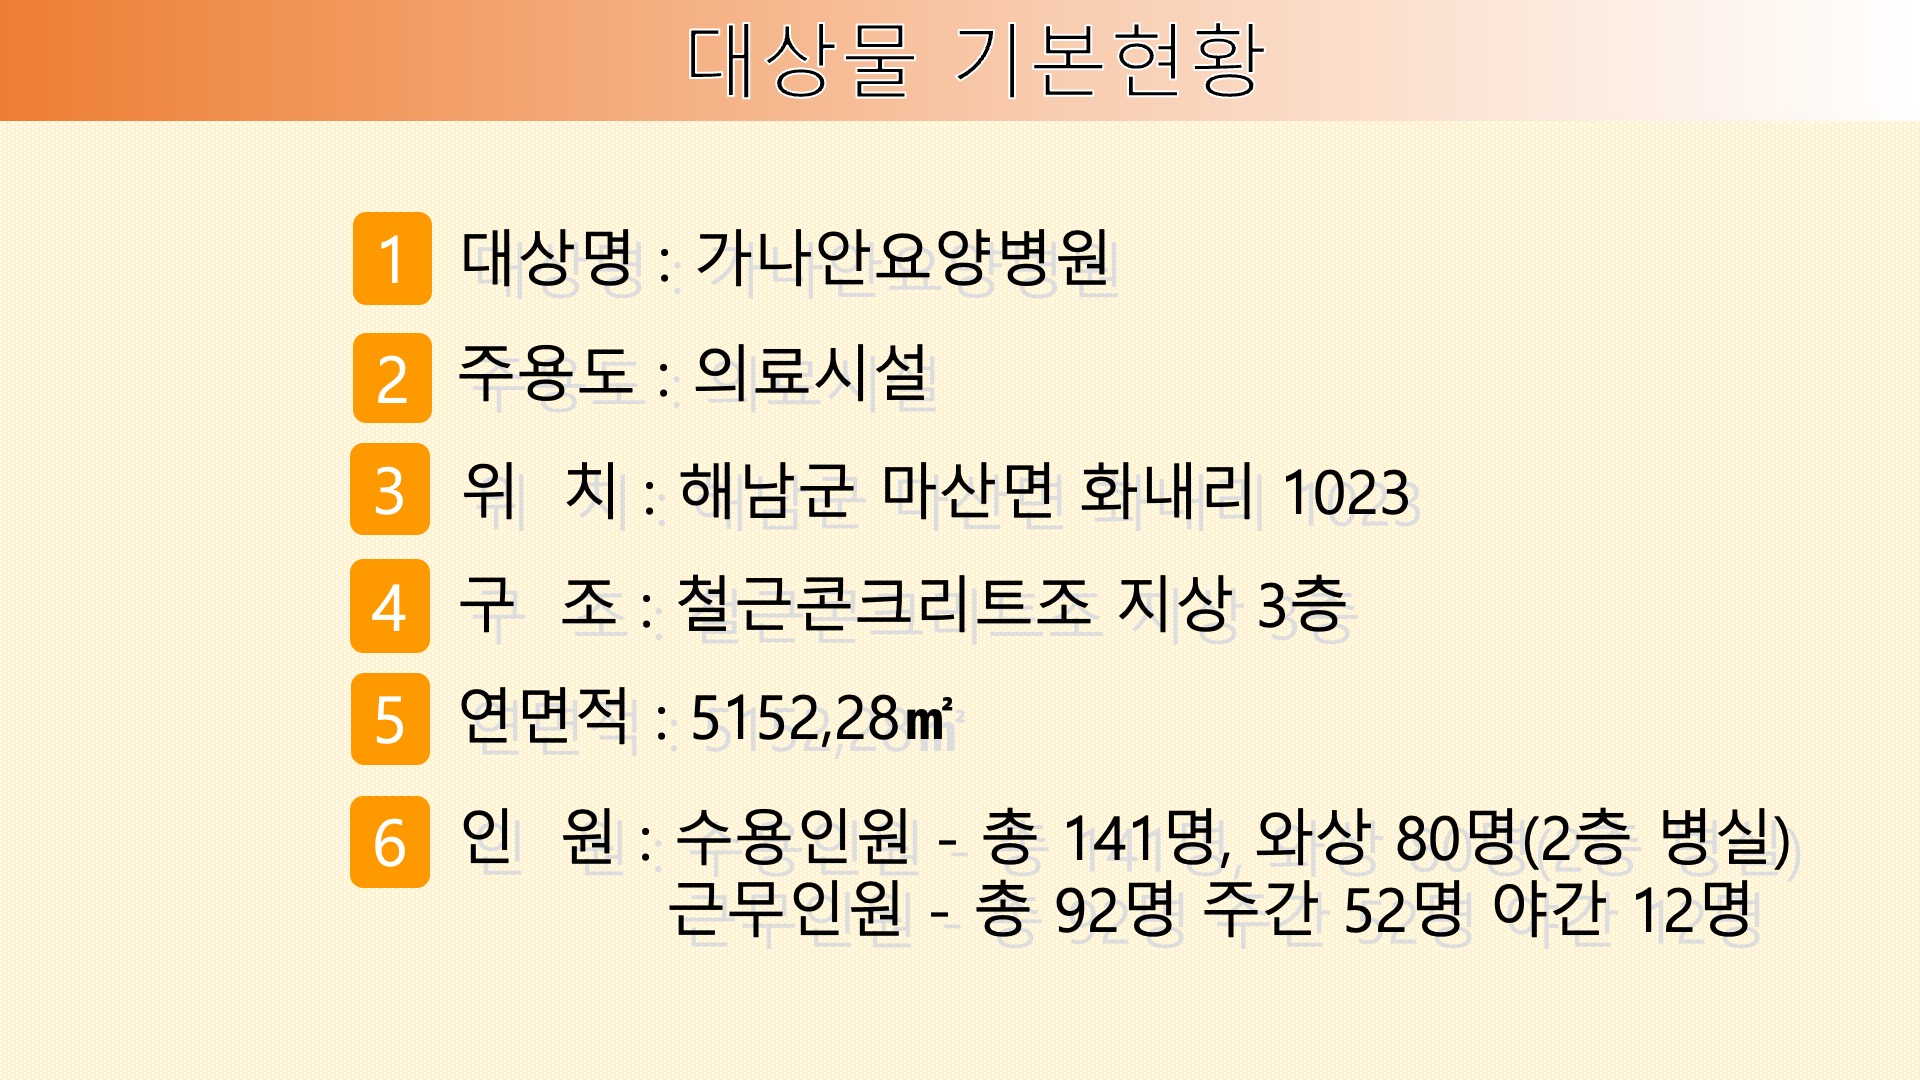 대상물 기본현황
1 대상명 : 가나안요양병원
2 주용도 : 의료시설
3 위 치 : 해남군 마산면 화내리 1023
4 구 조 : 철근콘크리트조 지상 3층
5 연면적 : 5152,28㎡
6 인 원 : 수용인원 - 총 141명, 와상 80명(2층 병실)
근무인원 - 총 92명 주간 52명 야간 12명